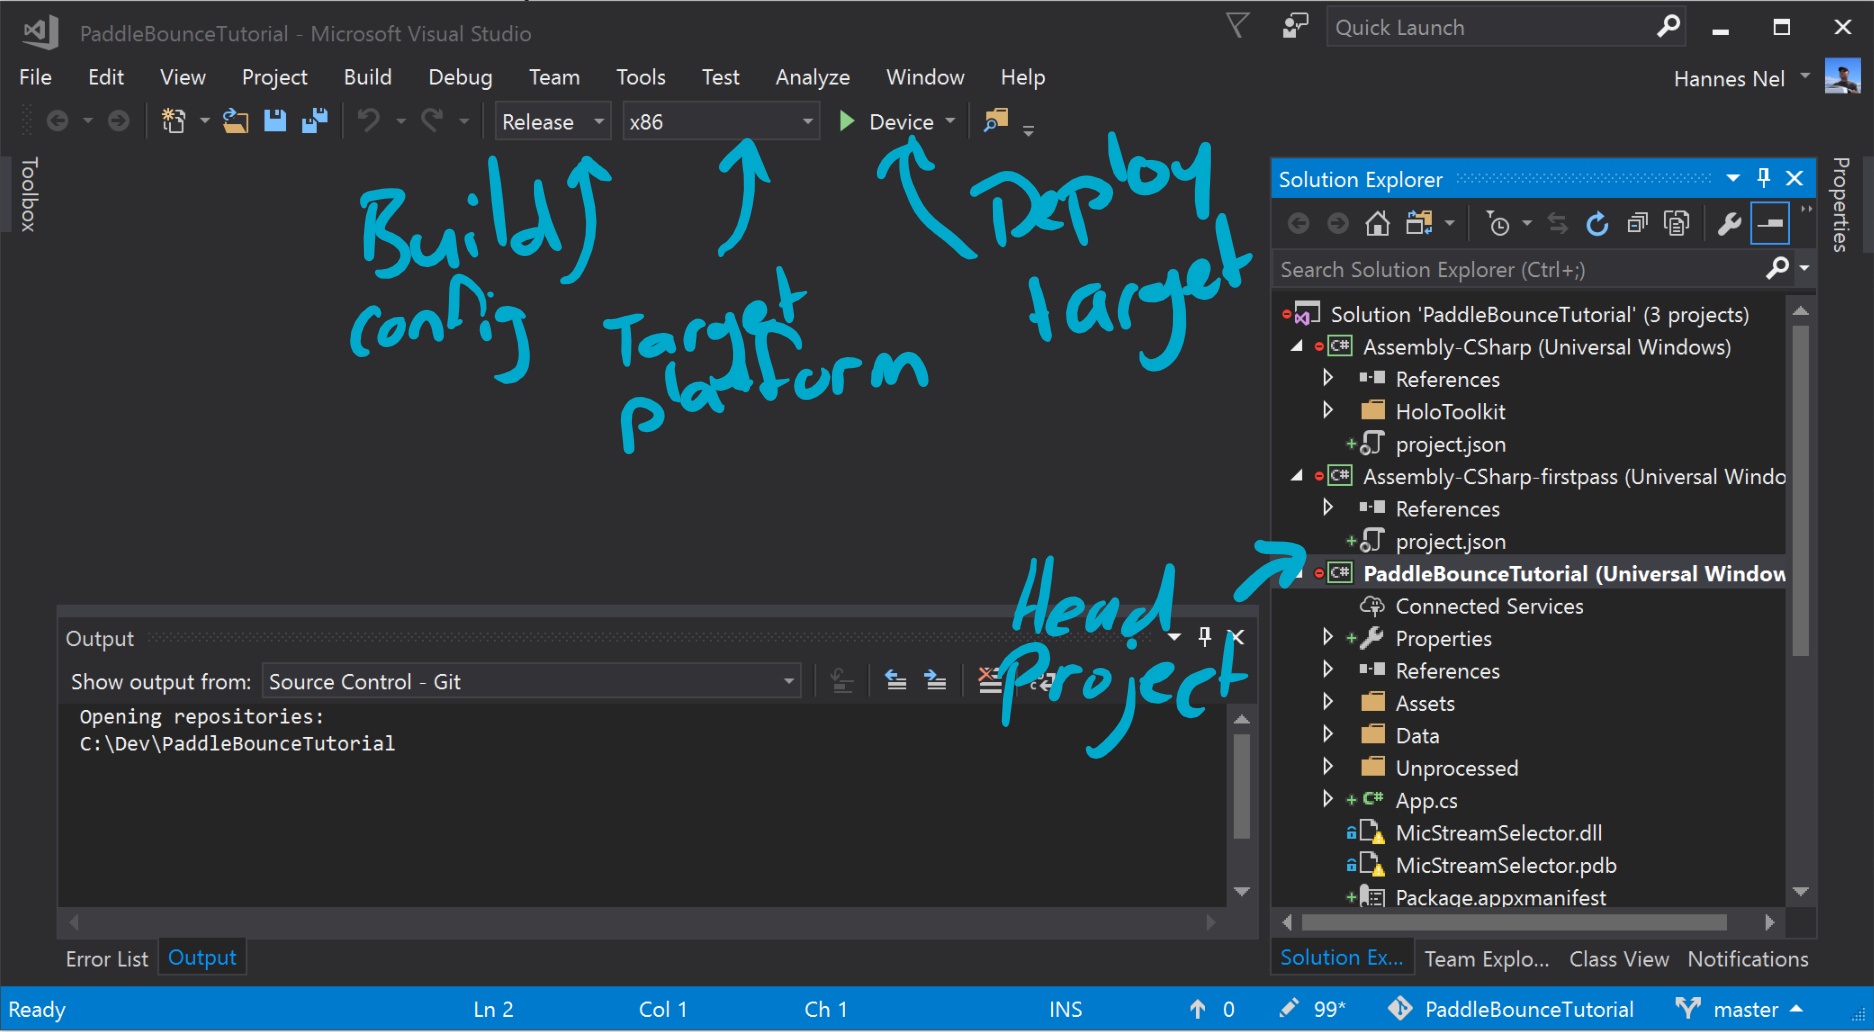 PaddleBounceTutorial - Microsoft Visual Studio
Quick Launch
File Edit View Project Build Debug Team Tools Test Analyze Window Help
Hannes Nel
Release x86 Device
Toolbox
Build config
Target platform
Deploy target
Head Project
Solution Explorer
Properties
Search Solution Explorer (Ctrl+;)
Solution 'PaddleBounceTutorial' (3 projects)
C# Assembly-CSharp (Universal Windows)
References
HoloToolkit
+ project.json
C# Assembly-CSharp-firstpass (Universal Windo
References
+ project.json
C# PaddleBounceTutorial (Universal Window
Connected Services
+ Properties
References
Assets
Data
Unprocessed
+ C# App.cs
MicStreamSelector.dll
MicStreamSelector.pdb
+ Package.appxmanifest
Output
Show output from: Source Control - Git
Opening repositories:
C:\Dev\PaddleBounceTutorial
Error List Output
Solution Ex... Team Explo... Class View Notifications
Ready Ln 2 Col 1 Ch 1 INS 0 99* PaddleBounceTutorial master